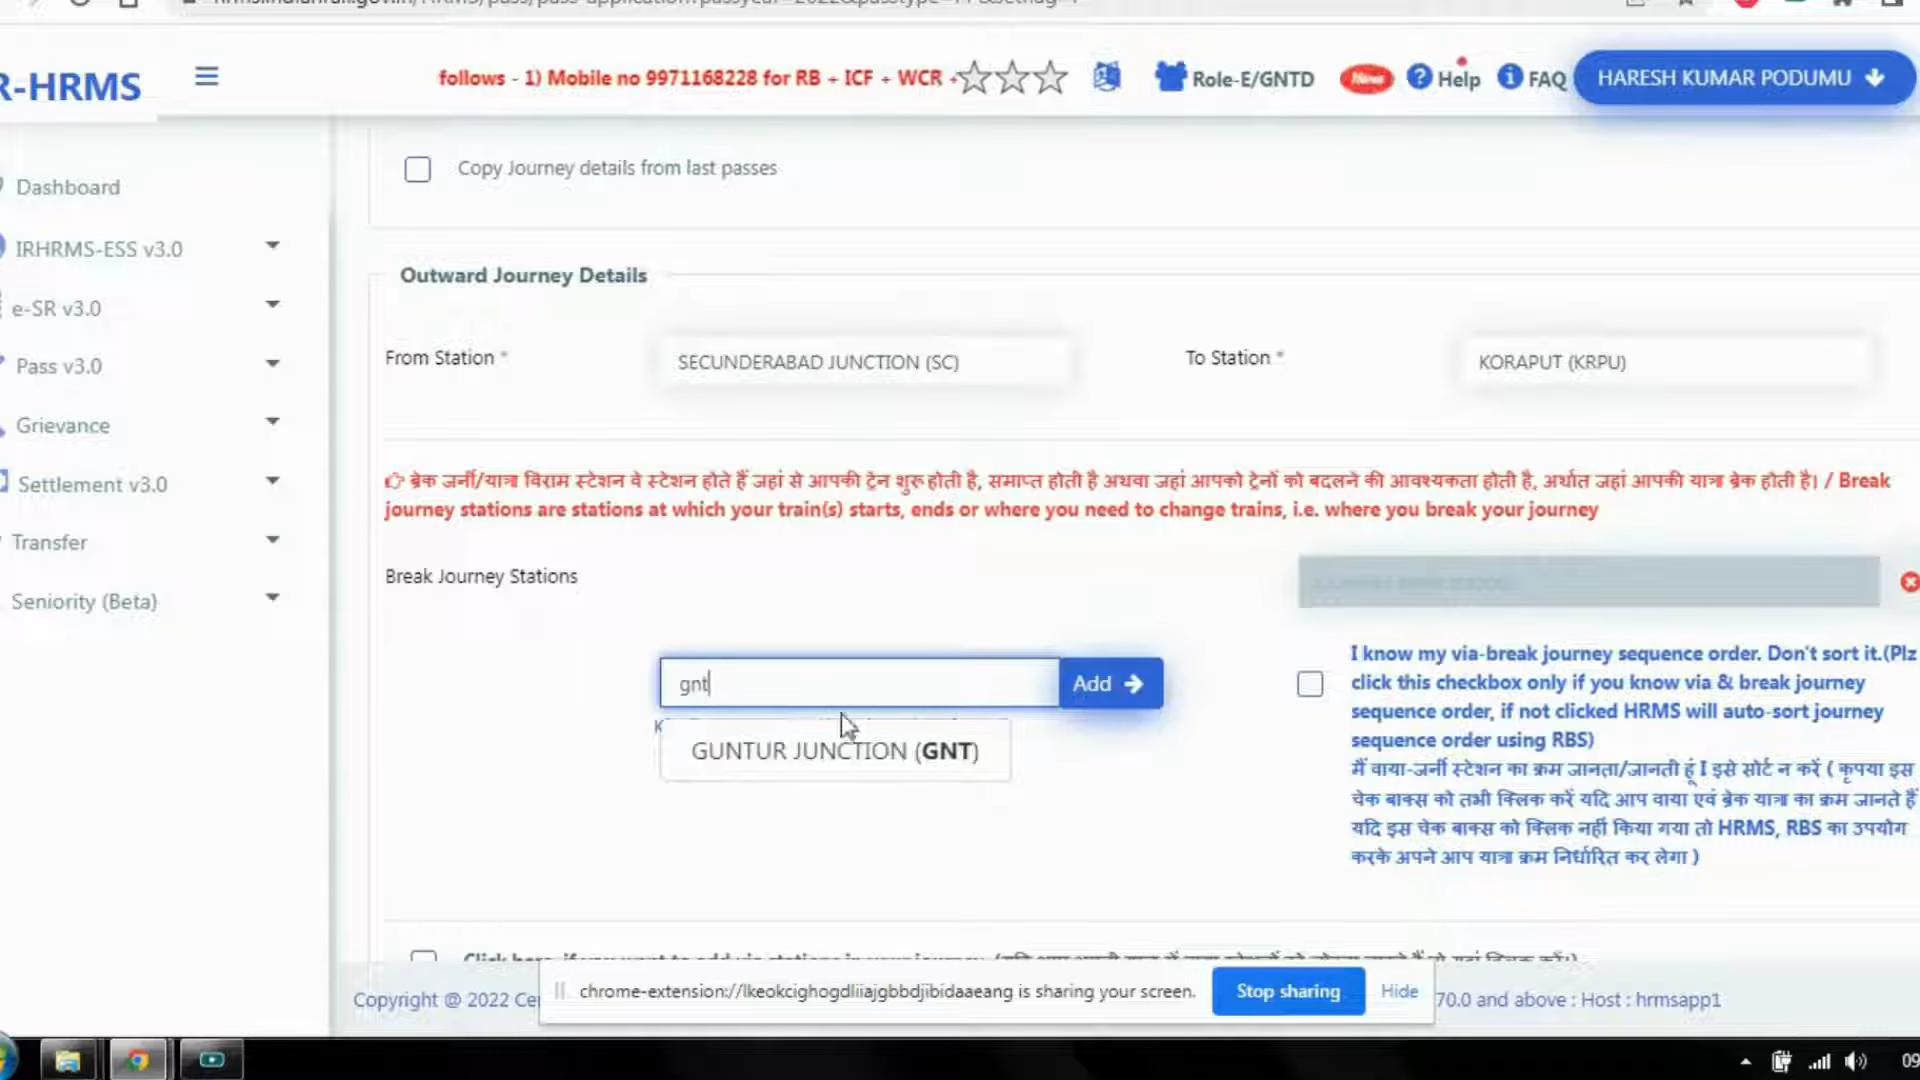 R-HRMS
follows - 1) Mobile no 9971168228 for RB + ICF + WCR +
Role-E/GNTD
New
Help
FAQ
HARESH KUMAR PODUMU
Copy Journey details from last passes
Dashboard
IRHRMS-ESS v3.0
e-SR v3.0
Pass v3.0
Grievance
Settlement v3.0
Transfer
Seniority (Beta)
Outward Journey Details
From Station *
SECUNDERABAD JUNCTION (SC)
To Station *
KORAPUT (KRPU)
ब्रेक जर्नी/यात्रा विराम स्टेशन वे स्टेशन होते हैं जहां से आपकी ट्रेन शुरू होती है, समाप्त होती है अथवा जहां आपको ट्रेनों को बदलने की आवश्यकता होती है, अर्थात जहां आपकी यात्रा ब्रेक होती है। / Break
journey stations are stations at which your train(s) starts, ends or where you need to change trains, i.e. where you break your journey
Break Journey Stations
gnt
Add
GUNTUR JUNCTION (GNT)
I know my via-break journey sequence order. Don't sort it.(Plz
click this checkbox only if you know via & break journey
sequence order, if not clicked HRMS will auto-sort journey
sequence order using RBS)
मैं वाया-जर्नी स्टेशन का क्रम जानता/जानती हूं I इसे सोर्ट न करें ( कृपया इस
चेक बाक्स को तभी क्लिक करें यदि आप वाया एवं ब्रेक यात्रा का क्रम जानते हैं
यदि इस चेक बाक्स को क्लिक नहीं किया गया तो HRMS, RBS का उपयोग
करके अपने आप यात्रा क्रम निर्धारित कर लेगा )
Copyright @ 2022
chrome-extension://lkeokcighogdliiajgbbdjibidaaeang is sharing your screen.
Stop sharing
Hide
70.0 and above : Host : hrmsapp1
09